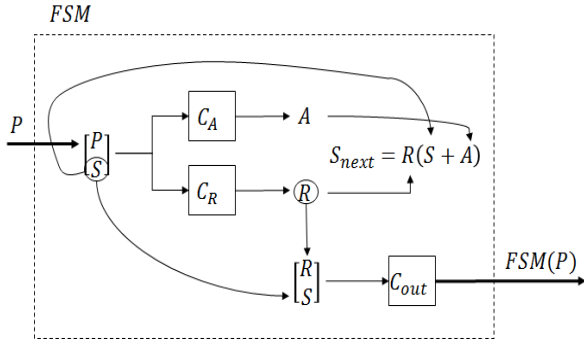 FSM
P
[P
S]
C_A
A
S_next = R(S + A)
C_R
R
[R
S]
C_out
FSM(P)